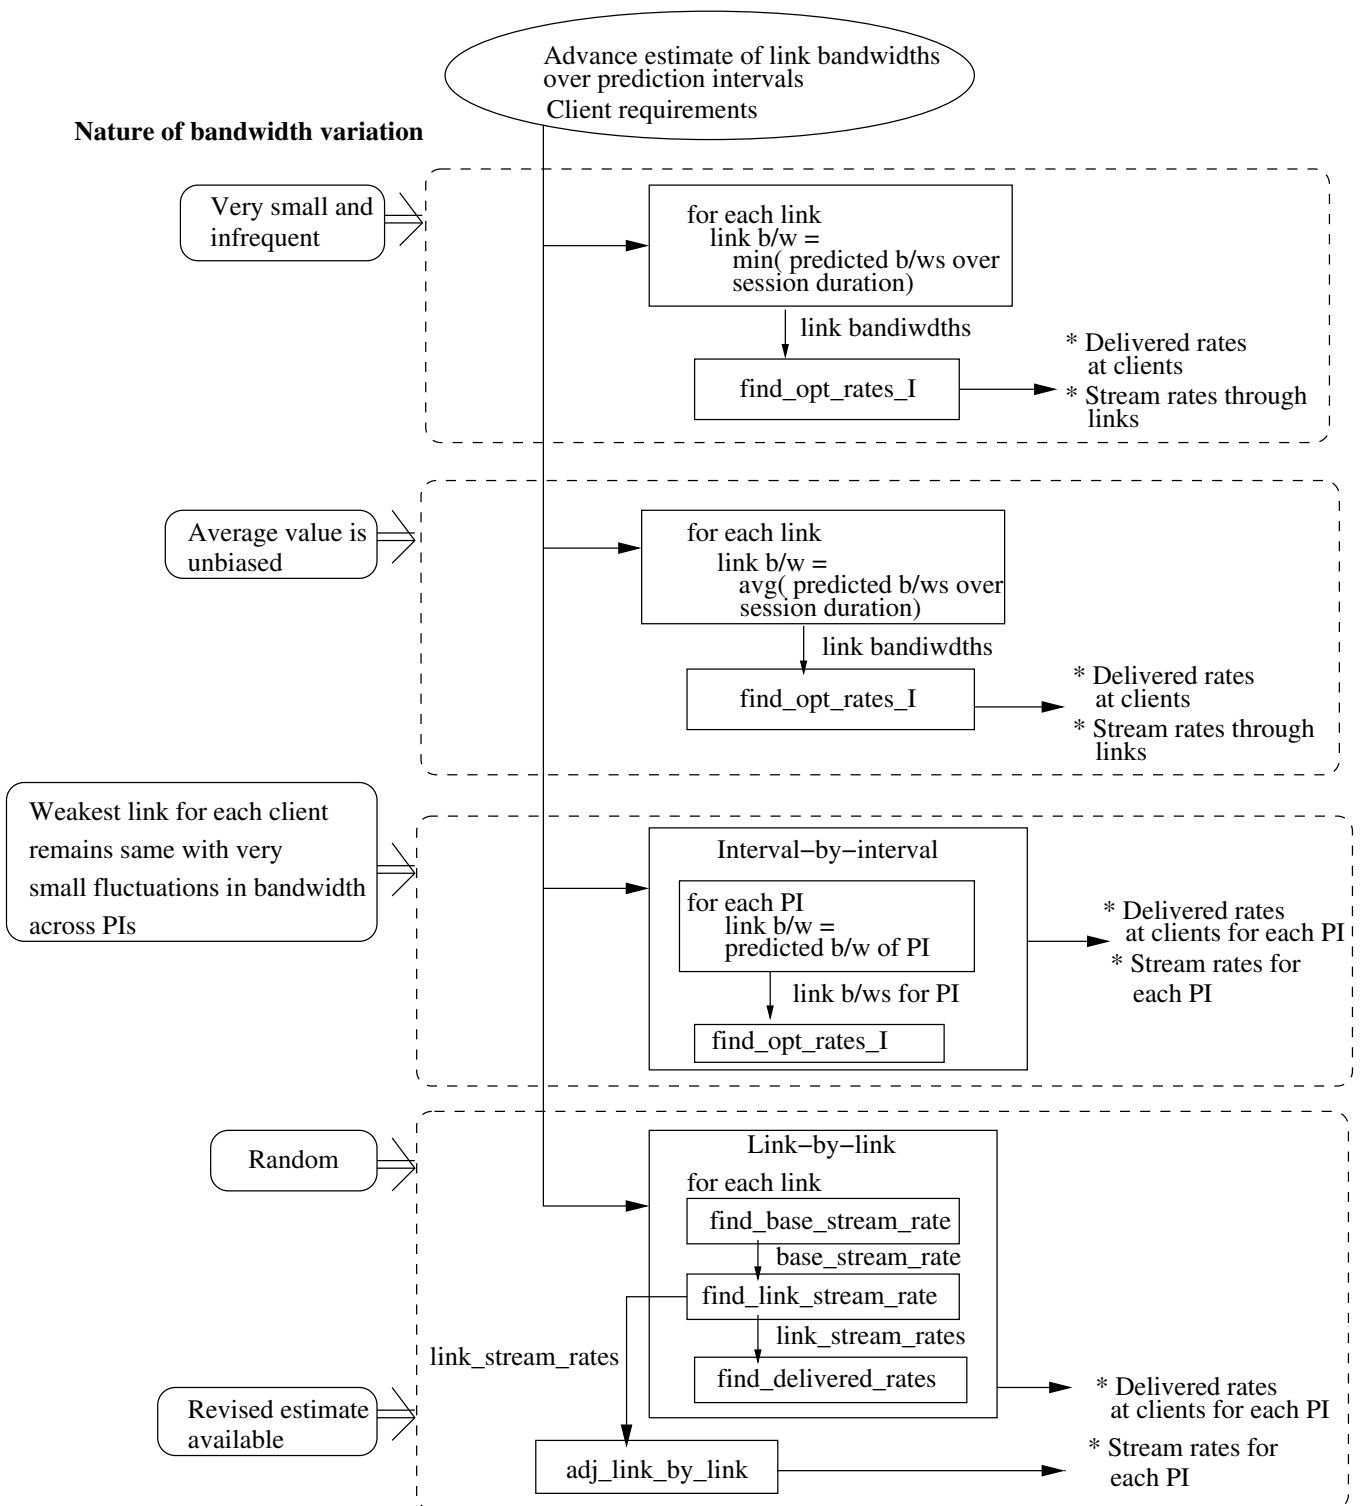 Advance estimate of link bandwidths
over prediction intervals
Client requirements
Nature of bandwidth variation
Very small and
infrequent
for each link
link b/w =
min( predicted b/ws over
session duration)
link bandiwdths
find_opt_rates_I
* Delivered rates
at clients
* Stream rates through
links
Average value is
unbiased
for each link
link b/w =
avg( predicted b/ws over
session duration)
link bandiwdths
find_opt_rates_I
* Delivered rates
at clients
* Stream rates through
links
Weakest link for each client
remains same with very
small fluctuations in bandwidth
across PIs
Interval−by−interval
for each PI
link b/w =
predicted b/w of PI
link b/ws for PI
find_opt_rates_I
* Delivered rates
at clients for each PI
* Stream rates for
each PI
Random
Link−by−link
for each link
find_base_stream_rate
base_stream_rate
find_link_stream_rate
link_stream_rates
link_stream_rates
find_delivered_rates
Revised estimate
available
adj_link_by_link
* Delivered rates
at clients for each PI
* Stream rates for
each PI